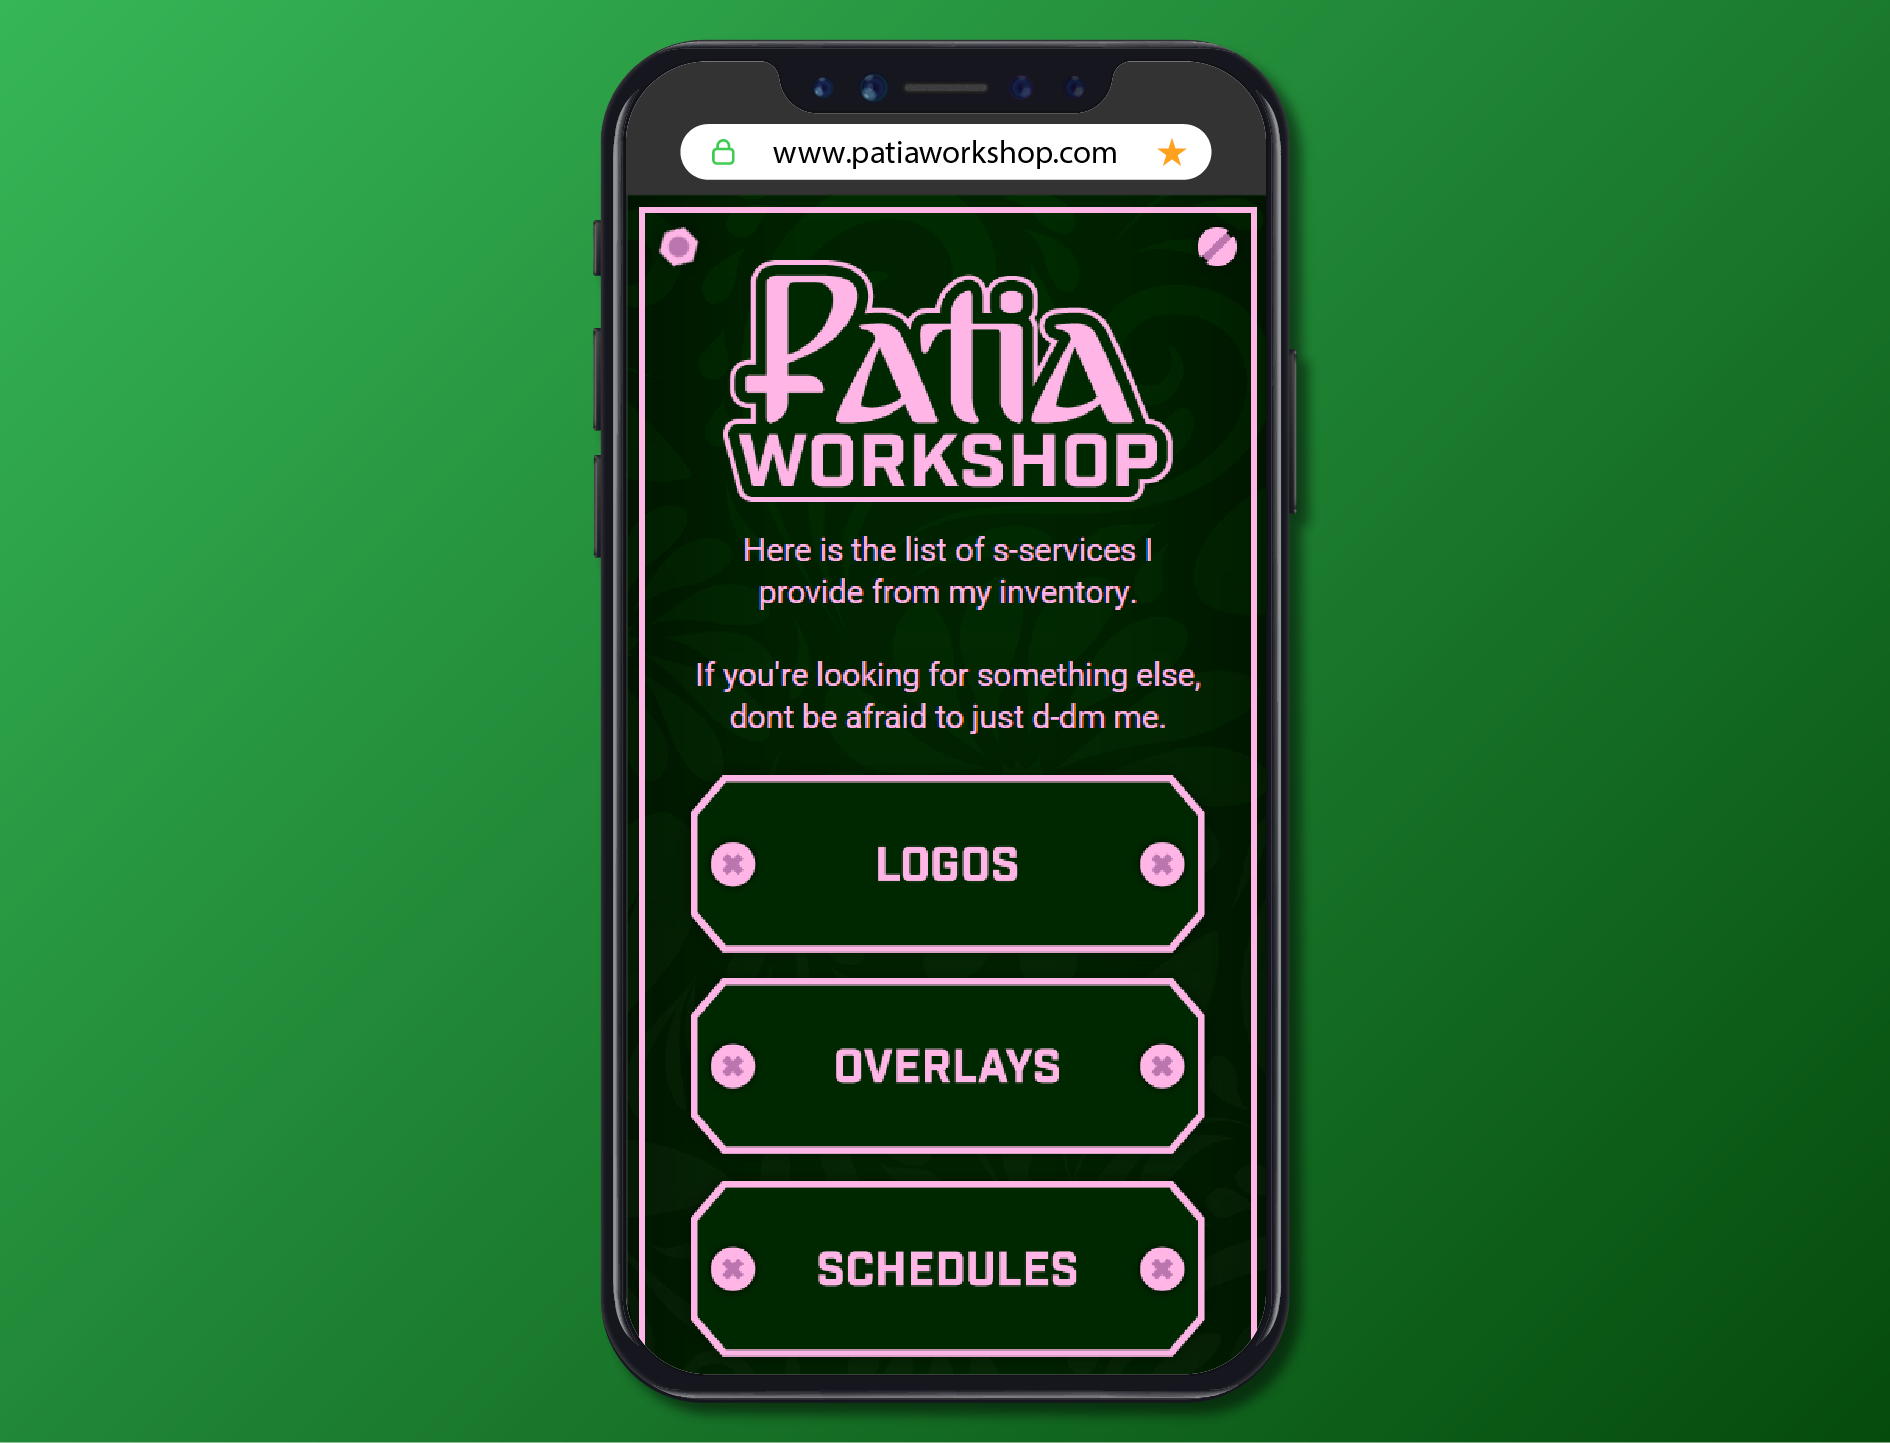 www.patiaworkshop.com
Patia
WORKSHOP
Here is the list of s-services I
provide from my inventory.
If you're looking for something else,
dont be afraid to just d-dm me.
LOGOS
OVERLAYS
SCHEDULES